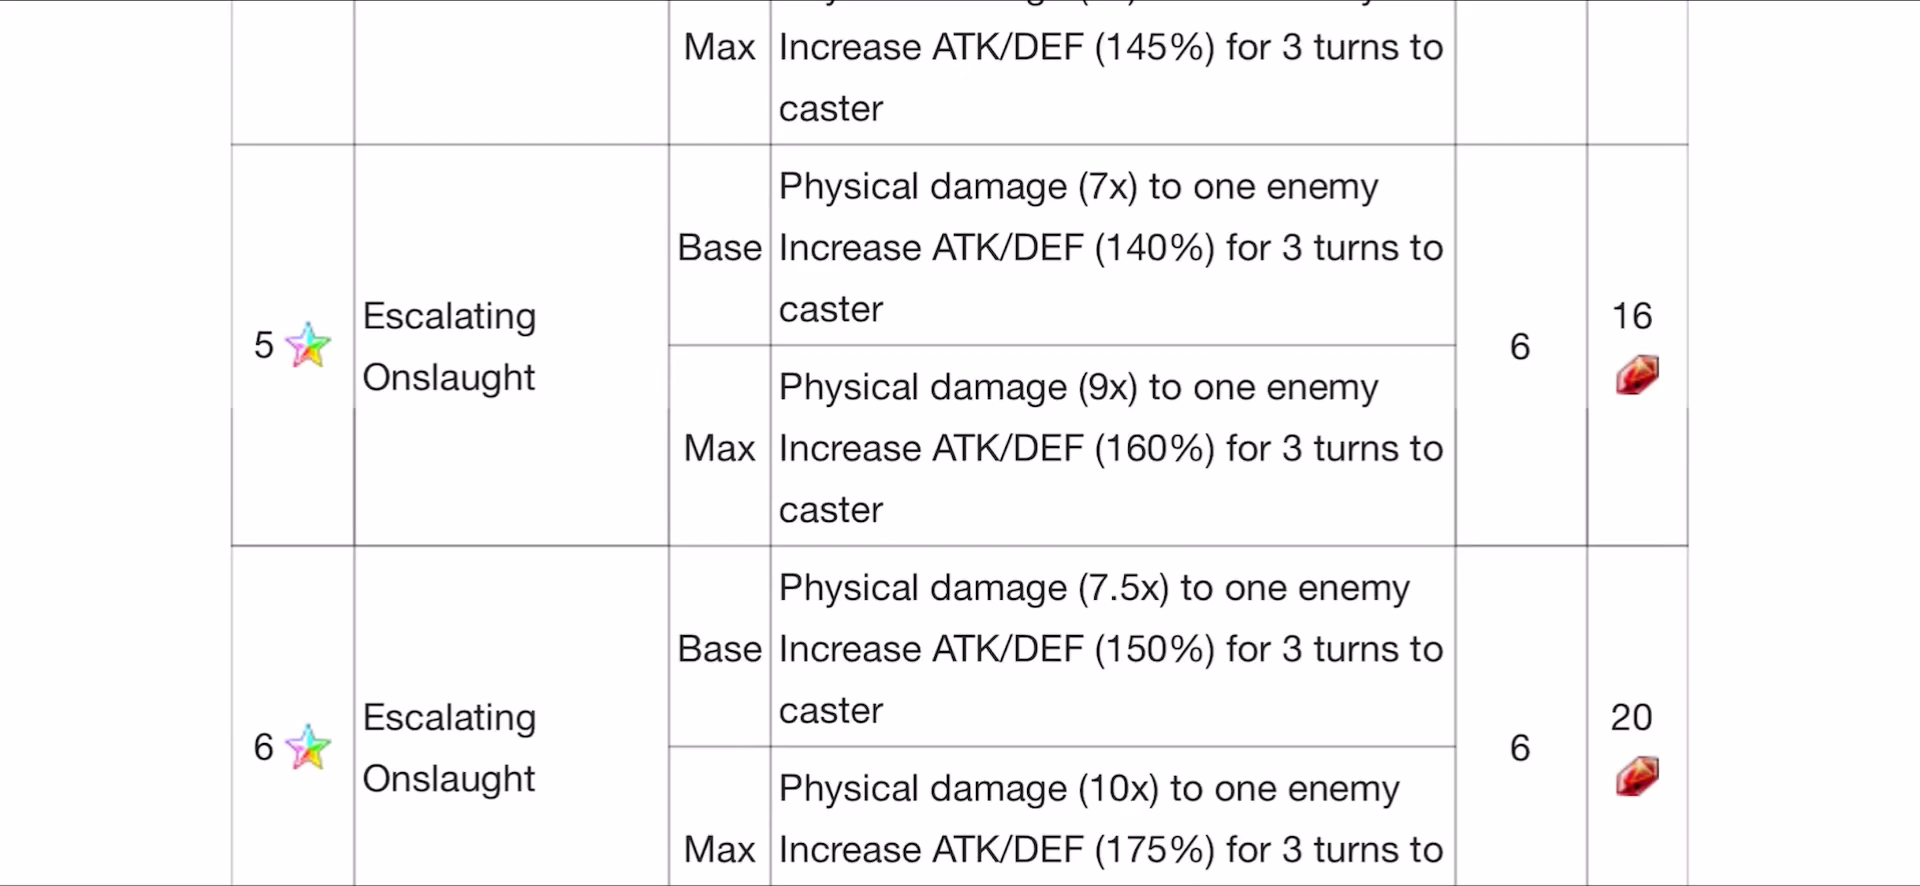 Max
Increase ATK/DEF (145%) for 3 turns to
caster
5
Escalating
Onslaught
Base
Physical damage (7x) to one enemy
Increase ATK/DEF (140%) for 3 turns to
caster
Max
Physical damage (9x) to one enemy
Increase ATK/DEF (160%) for 3 turns to
caster
6
16
6
Escalating
Onslaught
Base
Physical damage (7.5x) to one enemy
Increase ATK/DEF (150%) for 3 turns to
caster
Max
Physical damage (10x) to one enemy
Increase ATK/DEF (175%) for 3 turns to
6
20